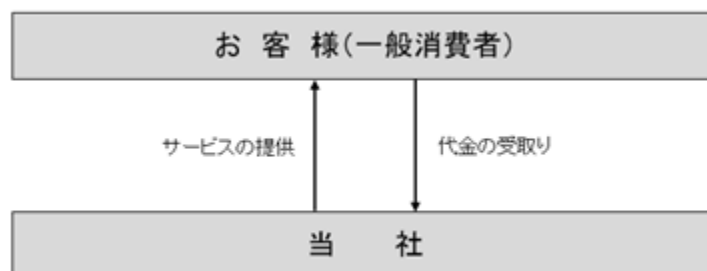 お 客 様(一般消費者)
サービスの提供
代金の受取り
当 社